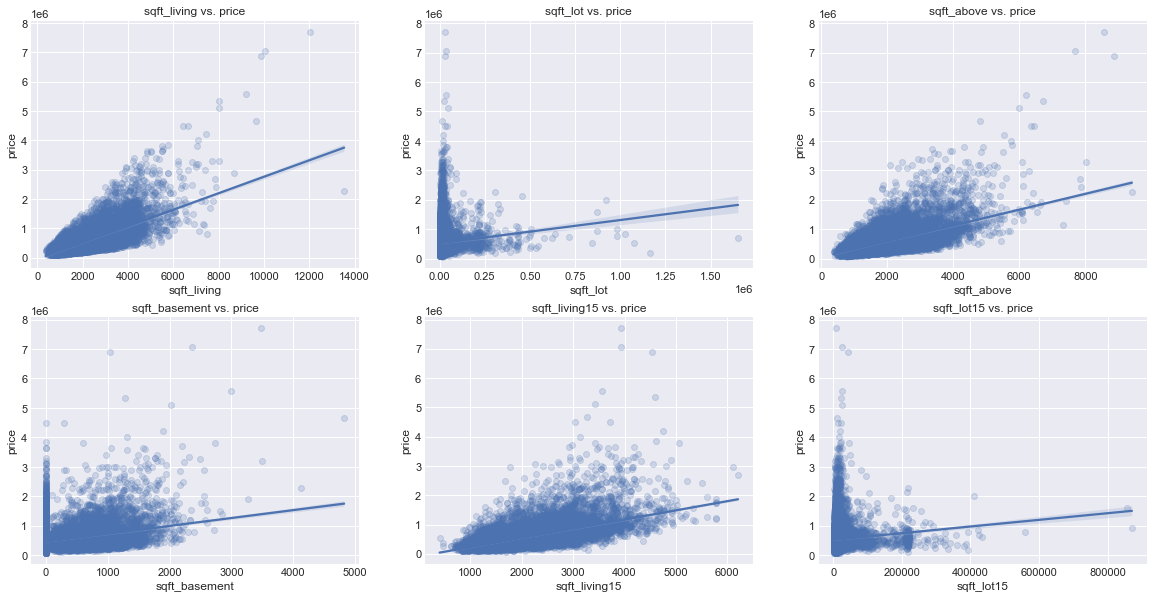 sqft_living vs. price
1e6
8
7
6
5
4
3
2
1
0
price
0 2000 4000 6000 8000 10000 12000 14000
sqft_living
sqft_lot vs. price
1e6
8
7
6
5
4
3
2
1
0
price
0.00 0.25 0.50 0.75 1.00 1.25 1.50
sqft_lot
1e6
sqft_above vs. price
1e6
8
7
6
5
4
3
2
1
0
price
0 2000 4000 6000 8000
sqft_above
sqft_basement vs. price
1e6
8
7
6
5
4
3
2
1
0
price
0 1000 2000 3000 4000 5000
sqft_basement
sqft_living15 vs. price
1e6
8
7
6
5
4
3
2
1
0
price
1000 2000 3000 4000 5000 6000
sqft_living15
sqft_lot15 vs. price
1e6
8
7
6
5
4
3
2
1
0
price
0 200000 400000 600000 800000
sqft_lot15